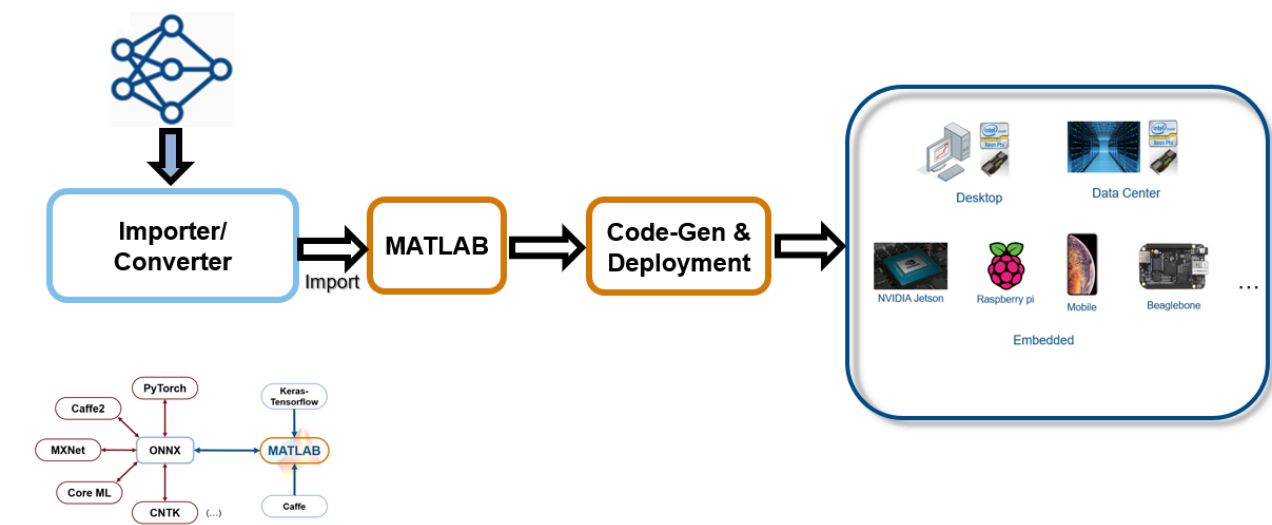 Importer/
Converter
Import
MATLAB
Code-Gen &
Deployment
Desktop
Data Center
NVIDIA Jetson
Raspberry pi
Mobile
Beaglebone
...
Embedded
PyTorch
Caffe2
MXNet
ONNX
Core ML
CNTK
(...)
Keras-
Tensorflow
MATLAB
Caffe